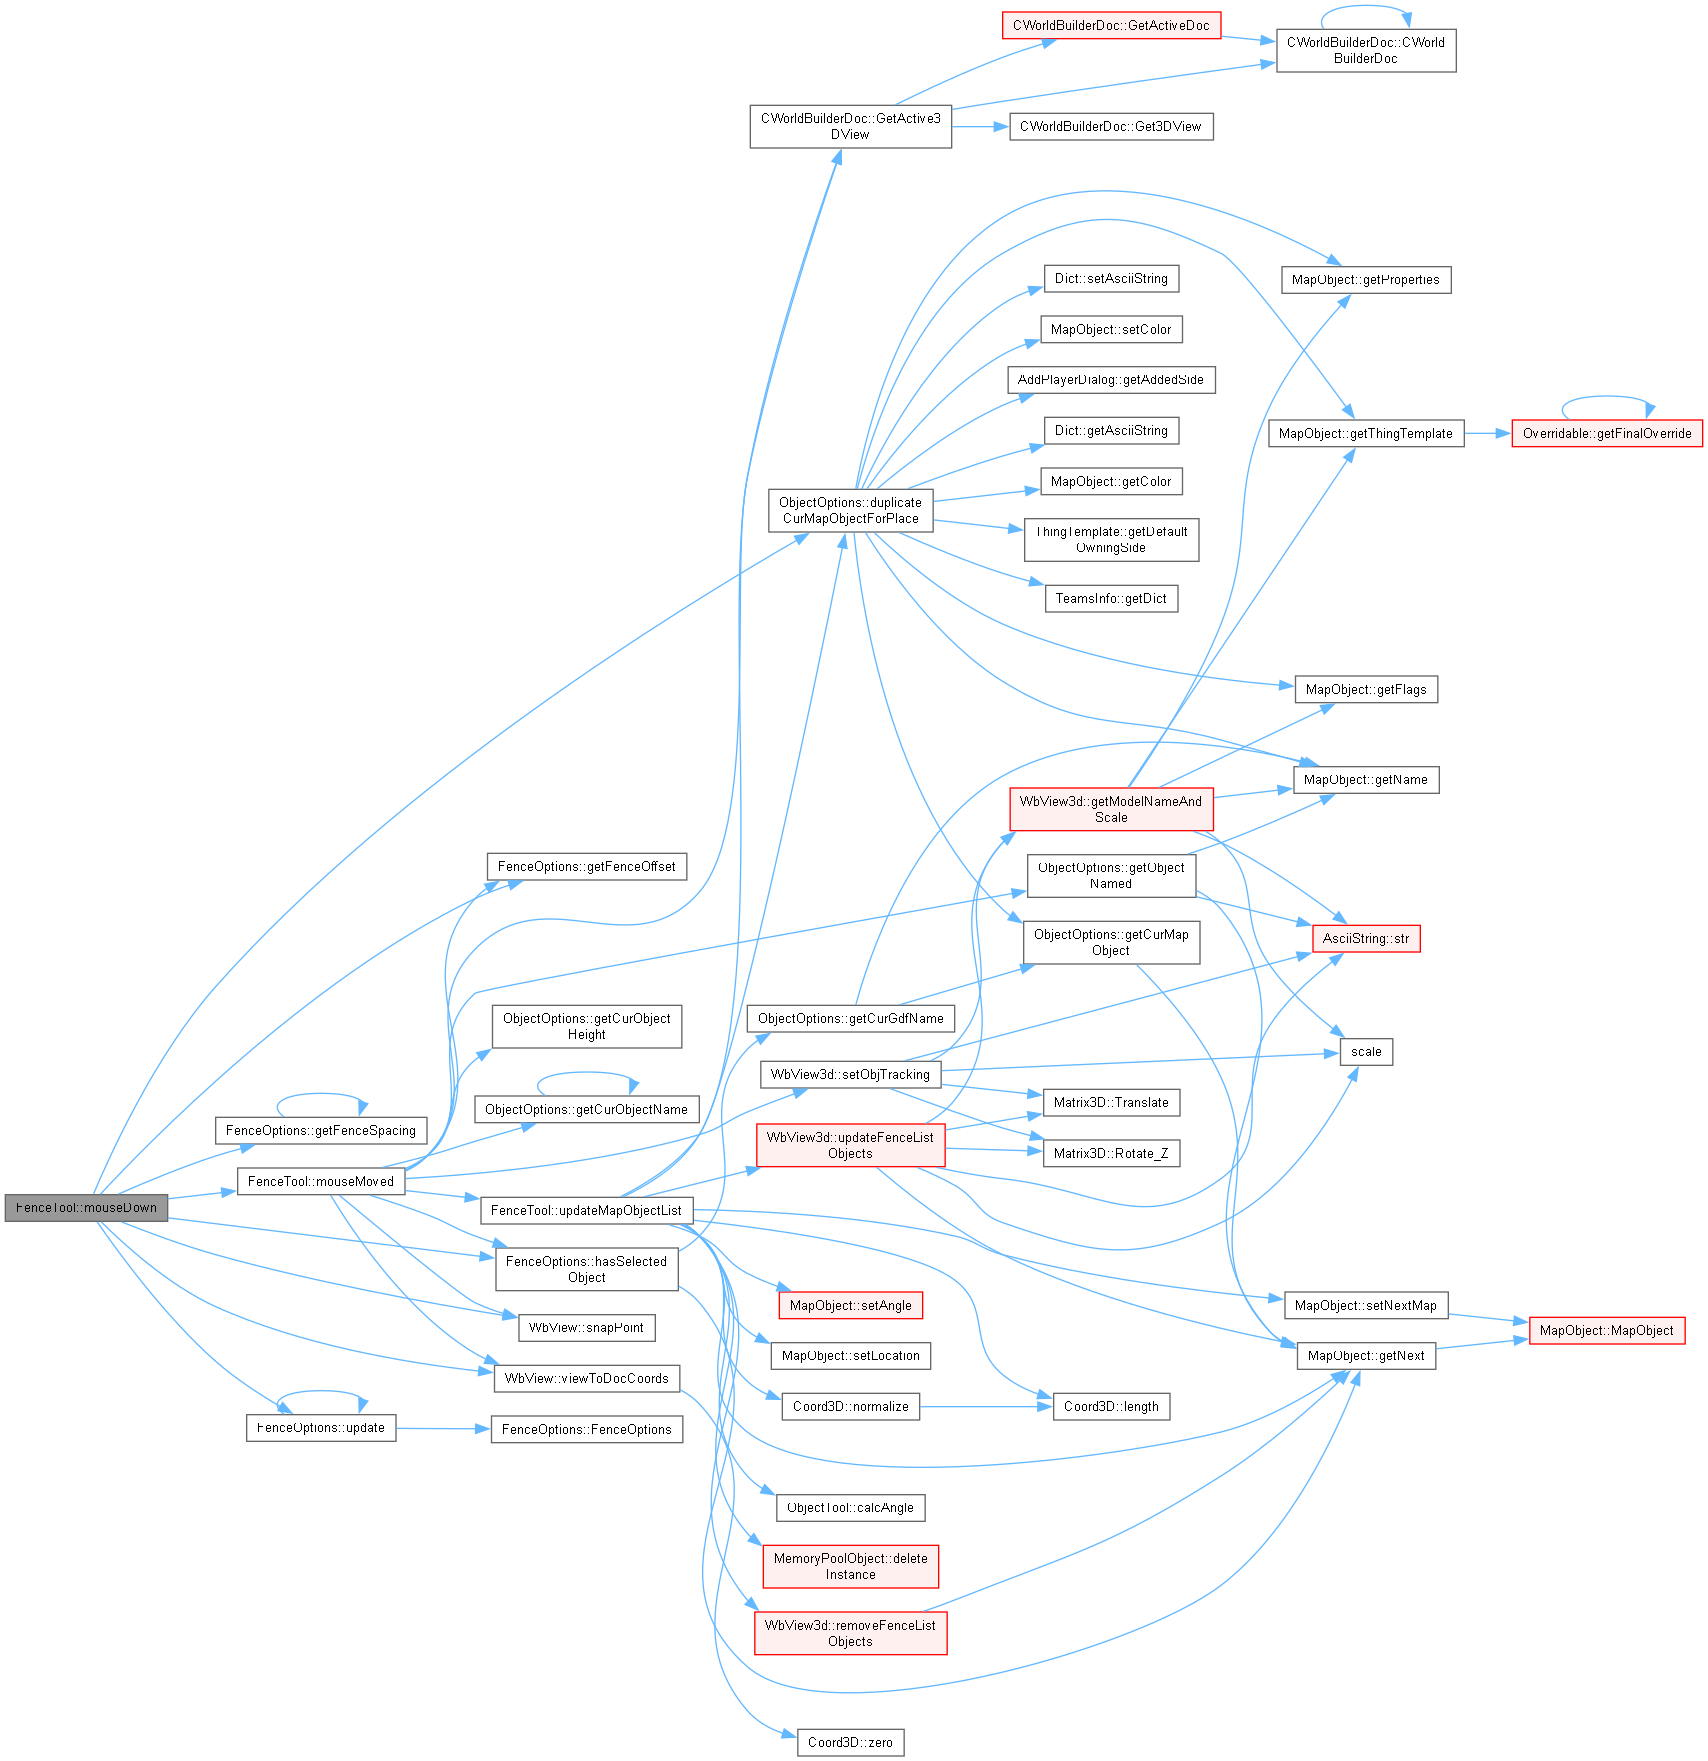 CWorldBuilderDoc::GetActiveDoc
CWorldBuilderDoc::CWorld
BuilderDoc
CWorldBuilderDoc::GetActive3
DView
CWorldBuilderDoc::Get3DView
MapObject::getProperties
Dict::setAsciiString
MapObject::setColor
AddPlayerDialog::getAddedSide
Dict::getAsciiString
MapObject::getThingTemplate
Overridable::getFinalOverride
MapObject::getColor
ObjectOptions::duplicate
CurMapObjectForPlace
ThingTemplate::getDefault
OwningSide
TeamsInfo::getDict
MapObject::getFlags
MapObject::getName
WbView3d::getModelNameAnd
Scale
FenceOptions::getFenceOffset
ObjectOptions::getObject
Named
AsciiString::str
ObjectOptions::getCurMap
Object
ObjectOptions::getCurObject
Height
ObjectOptions::getCurGdfName
scale
WbView3d::setObjTracking
ObjectOptions::getCurObjectName
Matrix3D::Translate
FenceOptions::getFenceSpacing
WbView3d::updateFenceList
Objects
Matrix3D::Rotate_Z
FenceTool::mouseMoved
FenceTool::mouseDown
FenceTool::updateMapObjectList
FenceOptions::hasSelected
Object
MapObject::setAngle
MapObject::setNextMap
WbView::snapPoint
MapObject::MapObject
MapObject::setLocation
MapObject::getNext
WbView::viewToDocCoords
Coord3D::normalize
Coord3D::length
FenceOptions::update
FenceOptions::FenceOptions
ObjectTool::calcAngle
MemoryPoolObject::delete
Instance
WbView3d::removeFenceList
Objects
Coord3D::zero